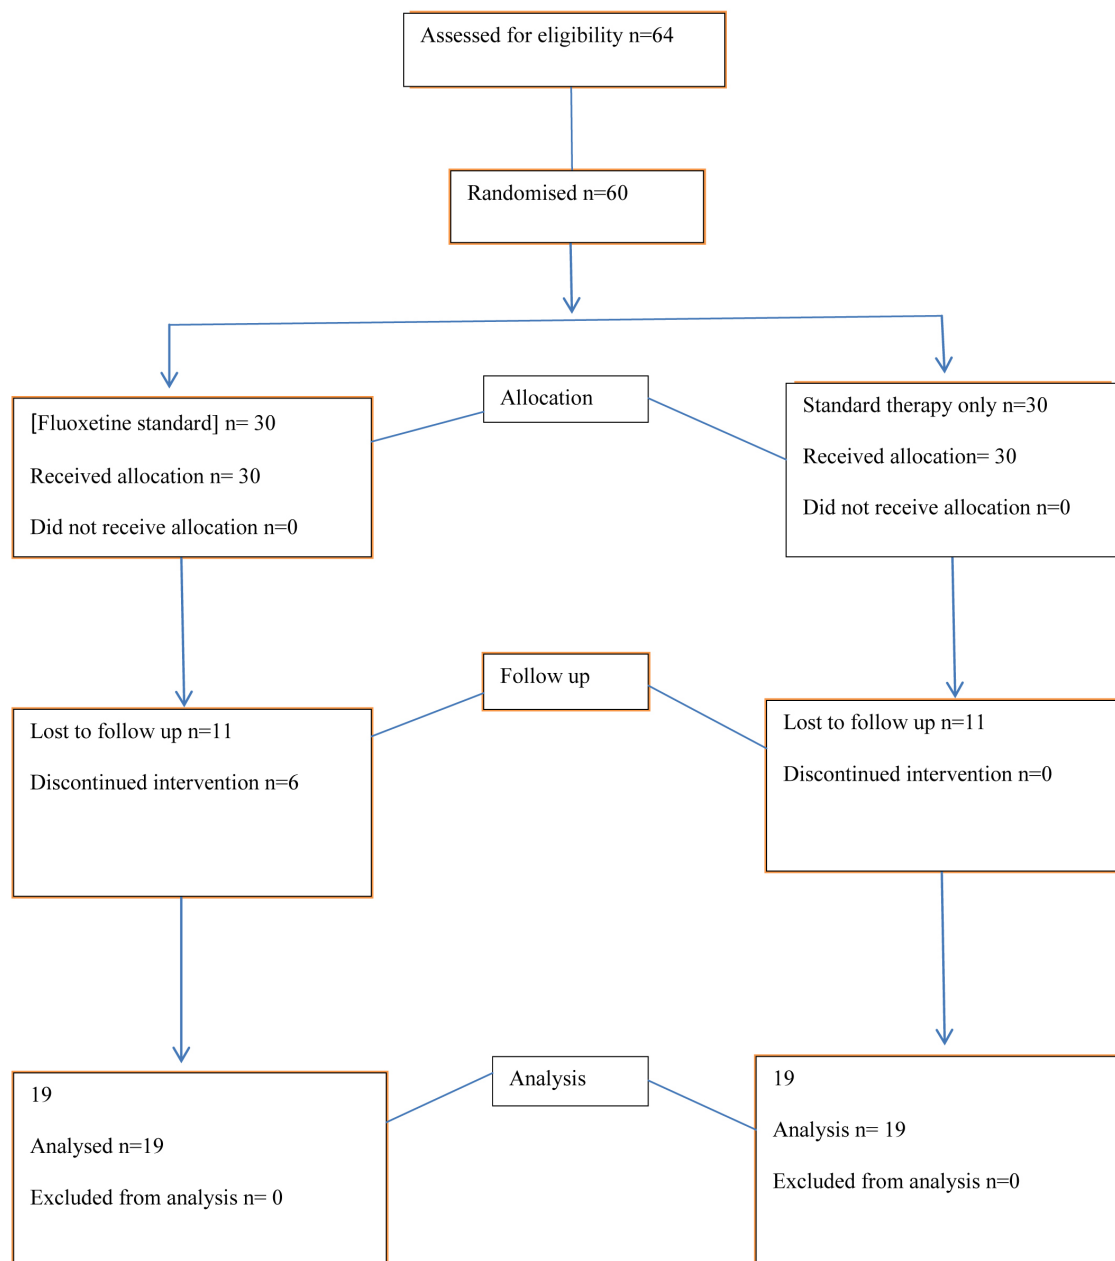 Assessed for eligibility n=64
Randomised n=60
Allocation
[Fluoxetine standard] n= 30
Received allocation n= 30
Did not receive allocation n=0
Standard therapy only n=30
Received allocation= 30
Did not receive allocation n=0
Follow up
Lost to follow up n=11
Discontinued intervention n=6
Lost to follow up n=11
Discontinued intervention n=0
Analysis
19
Analysed n=19
Excluded from analysis n= 0
19
Analysis n= 19
Excluded from analysis n=0